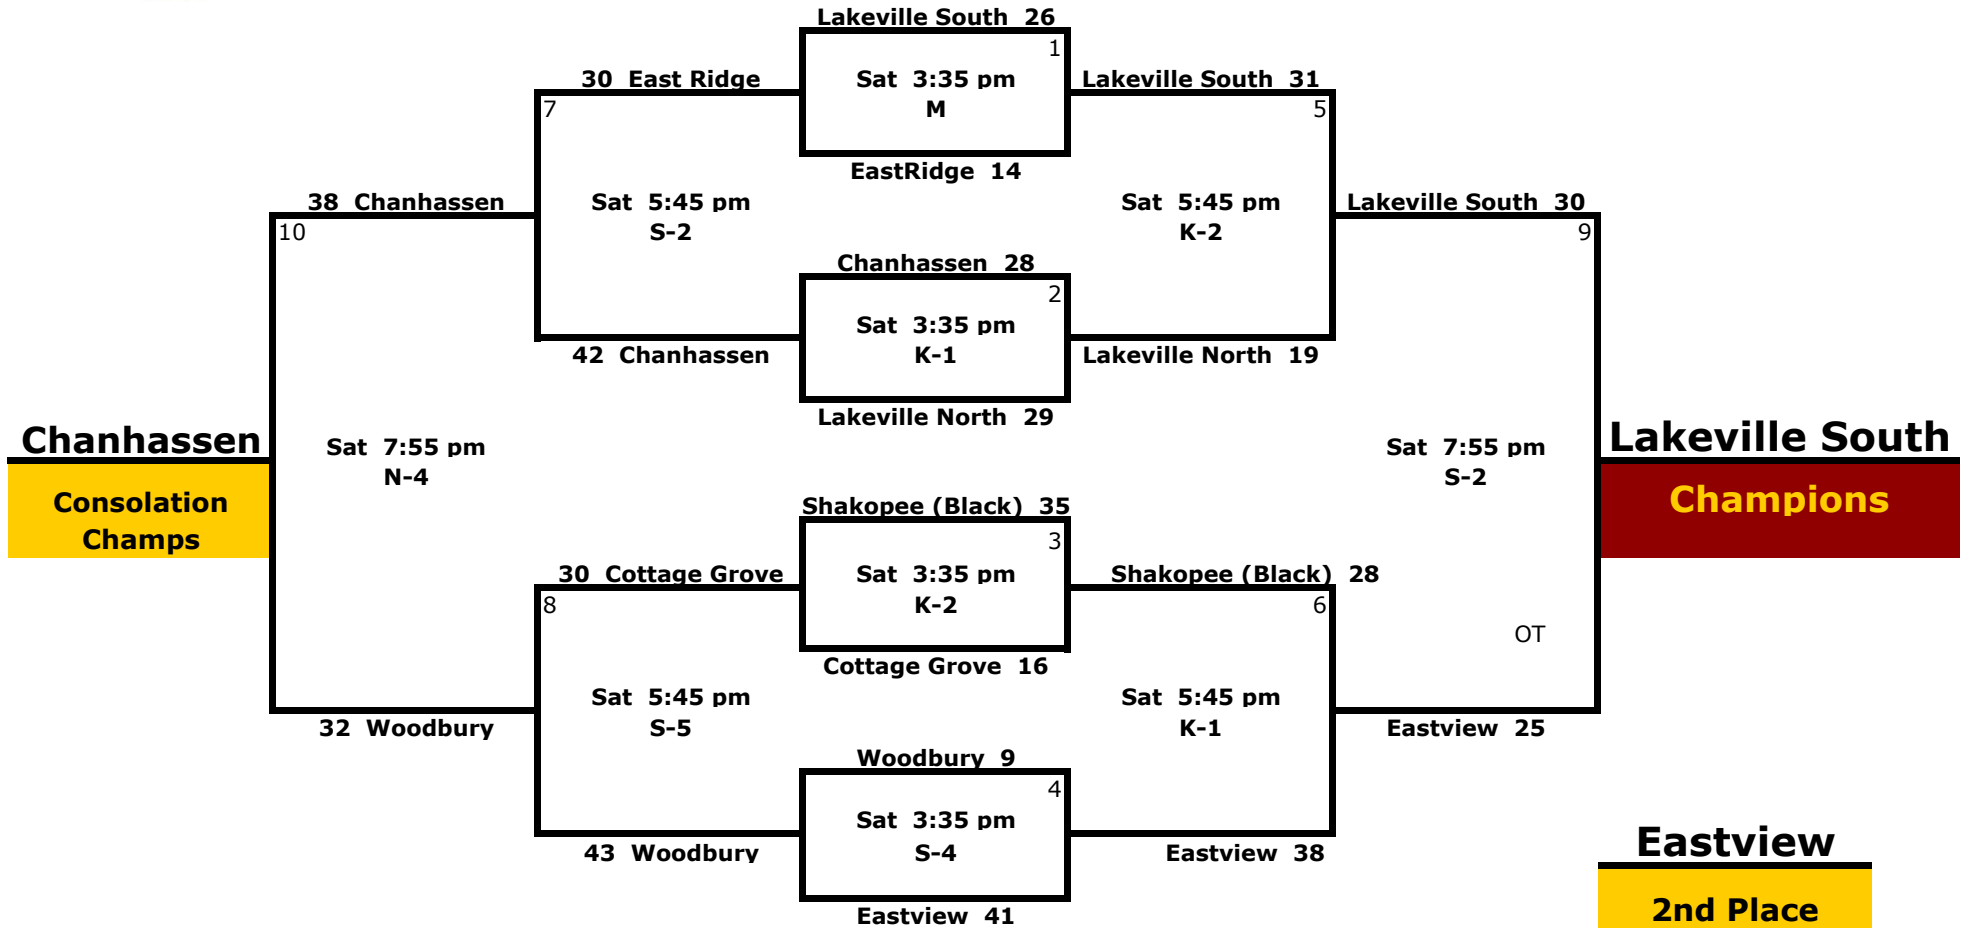 Lakeville South 26
1
30 East Ridge
Sat 3:35 pm
Lakeville South 31
7
M
5
EastRidge 14
38 Chanhassen
Sat 5:45 pm
Sat 5:45 pm
Lakeville South 30
10
S-2
K-2
9
Chanhassen 28
2
Sat 3:35 pm
42 Chanhassen
K-1
Lakeville North 19
Lakeville North 29
Chanhassen
Sat 7:55 pm
Sat 7:55 pm
Lakeville South
N-4
S-2
Consolation
Champs
Champions
Shakopee (Black) 35
3
30 Cottage Grove
Sat 3:35 pm
Shakopee (Black) 28
8
K-2
6
OT
Cottage Grove 16
Sat 5:45 pm
Sat 5:45 pm
32 Woodbury
S-5
K-1
Eastview 25
Woodbury 9
4
Sat 3:35 pm
43 Woodbury
S-4
Eastview 38
Eastview
Eastview 41
2nd Place